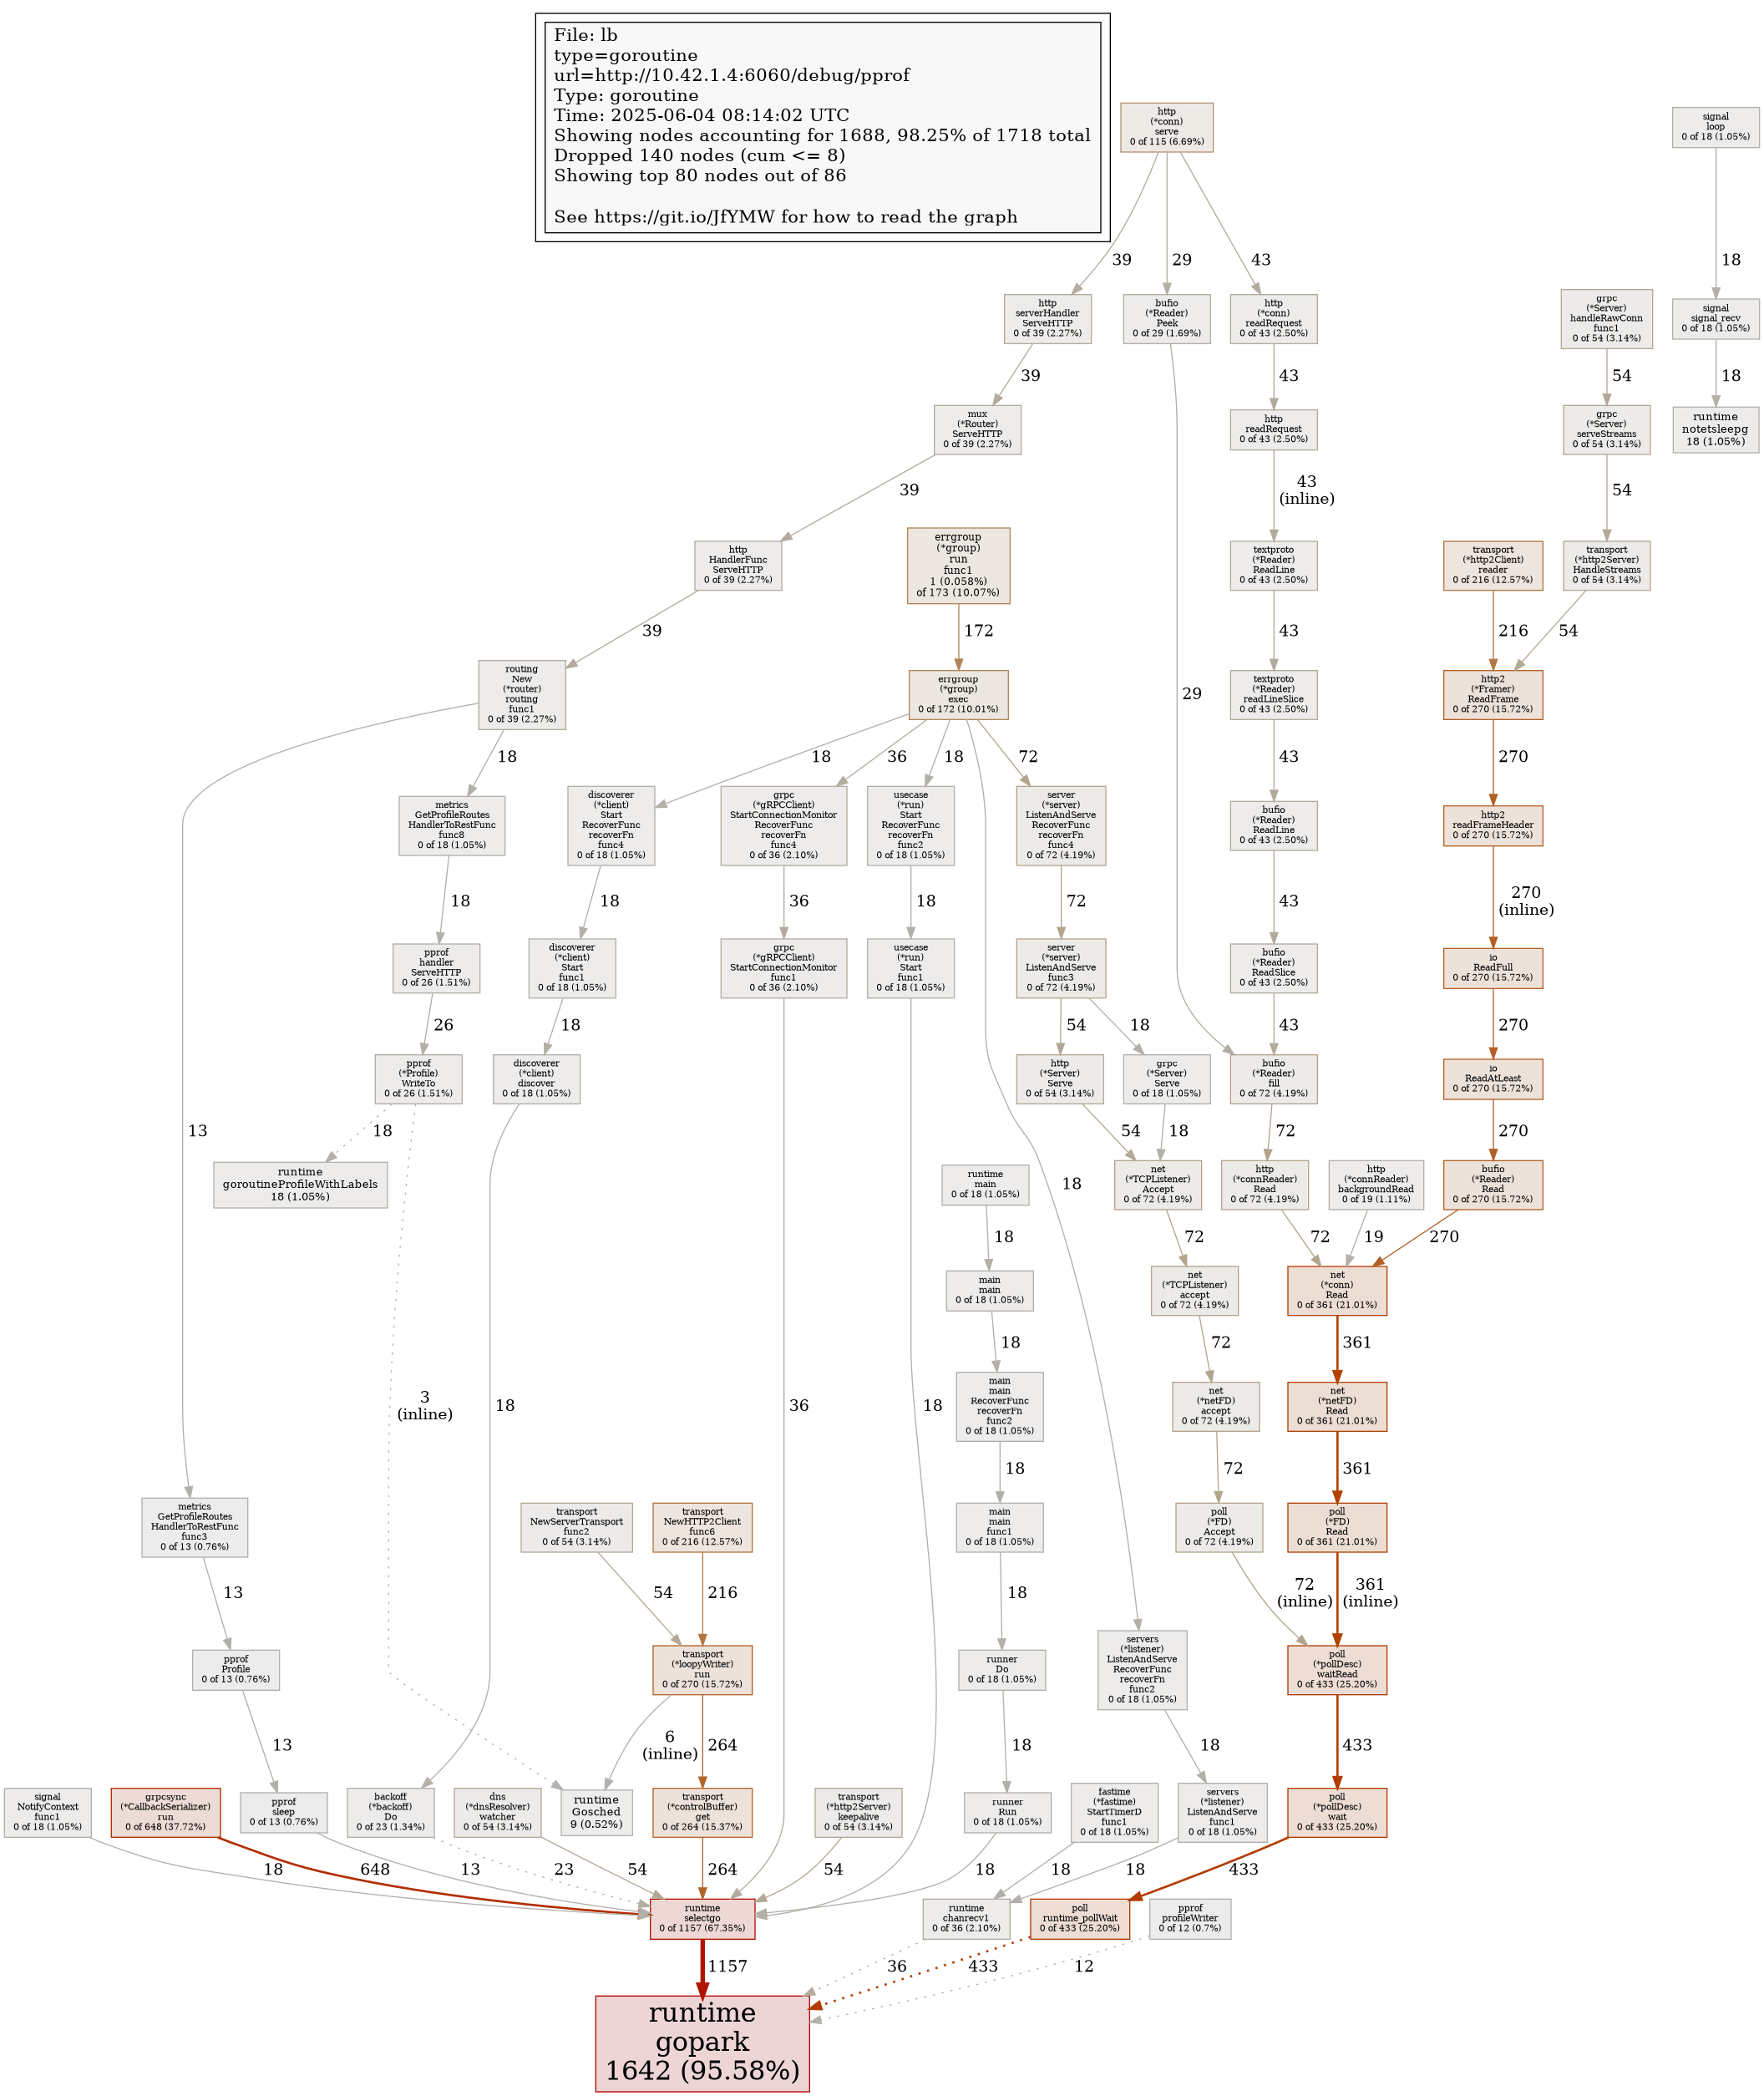 File: lb
type=goroutine
url=http://10.42.1.4:6060/debug/pprof
Type: goroutine
Time: 2025-06-04 08:14:02 UTC
Showing nodes accounting for 1688, 98.25% of 1718 total
Dropped 140 nodes (cum <= 8)
Showing top 80 nodes out of 86
See https://git.io/JfYMW for how to read the graph
http
(*conn)
serve
0 of 115 (6.69%)
signal
loop
0 of 18 (1.05%)
39
29
43
18
http
serverHandler
ServeHTTP
0 of 39 (2.27%)
bufio
(*Reader)
Peek
0 of 29 (1.69%)
http
(*conn)
readRequest
0 of 43 (2.50%)
grpc
(*Server)
handleRawConn
func1
0 of 54 (3.14%)
signal
signal_recv
0 of 18 (1.05%)
39
43
54
18
mux
(*Router)
ServeHTTP
0 of 39 (2.27%)
http
readRequest
0 of 43 (2.50%)
grpc
(*Server)
serveStreams
0 of 54 (3.14%)
runtime
notetsleepg
18 (1.05%)
39
43
(inline)
54
http
HandlerFunc
ServeHTTP
0 of 39 (2.27%)
errgroup
(*group)
run
func1
1 (0.058%)
of 173 (10.07%)
textproto
(*Reader)
ReadLine
0 of 43 (2.50%)
transport
(*http2Client)
reader
0 of 216 (12.57%)
transport
(*http2Server)
HandleStreams
0 of 54 (3.14%)
39
172
43
216
54
routing
New
(*router)
routing
func1
0 of 39 (2.27%)
errgroup
(*group)
exec
0 of 172 (10.01%)
29
textproto
(*Reader)
readLineSlice
0 of 43 (2.50%)
http2
(*Framer)
ReadFrame
0 of 270 (15.72%)
18
18
36
18
72
43
270
metrics
GetProfileRoutes
HandlerToRestFunc
func8
0 of 18 (1.05%)
discoverer
(*client)
Start
RecoverFunc
recoverFn
func4
0 of 18 (1.05%)
grpc
(*gRPCClient)
StartConnectionMonitor
RecoverFunc
recoverFn
func4
0 of 36 (2.10%)
usecase
(*run)
Start
RecoverFunc
recoverFn
func2
0 of 18 (1.05%)
server
(*server)
ListenAndServe
RecoverFunc
recoverFn
func4
0 of 72 (4.19%)
bufio
(*Reader)
ReadLine
0 of 43 (2.50%)
http2
readFrameHeader
0 of 270 (15.72%)
18
18
36
18
72
43
270
(inline)
pprof
handler
ServeHTTP
0 of 26 (1.51%)
discoverer
(*client)
Start
func1
0 of 18 (1.05%)
grpc
(*gRPCClient)
StartConnectionMonitor
func1
0 of 36 (2.10%)
usecase
(*run)
Start
func1
0 of 18 (1.05%)
server
(*server)
ListenAndServe
func3
0 of 72 (4.19%)
bufio
(*Reader)
ReadSlice
0 of 43 (2.50%)
io
ReadFull
0 of 270 (15.72%)
26
18
54
18
43
270
pprof
(*Profile)
WriteTo
0 of 26 (1.51%)
discoverer
(*client)
discover
0 of 18 (1.05%)
http
(*Server)
Serve
0 of 54 (3.14%)
grpc
(*Server)
Serve
0 of 18 (1.05%)
bufio
(*Reader)
fill
0 of 72 (4.19%)
io
ReadAtLeast
0 of 270 (15.72%)
13
18
54
18
72
270
runtime
goroutineProfileWithLabels
18 (1.05%)
runtime
main
0 of 18 (1.05%)
18
net
(*TCPListener)
Accept
0 of 72 (4.19%)
http
(*connReader)
Read
0 of 72 (4.19%)
http
(*connReader)
backgroundRead
0 of 19 (1.11%)
bufio
(*Reader)
Read
0 of 270 (15.72%)
18
72
72
19
270
main
main
0 of 18 (1.05%)
net
(*TCPListener)
accept
0 of 72 (4.19%)
net
(*conn)
Read
0 of 361 (21.01%)
18
72
361
3
(inline)
18
36
18
main
main
RecoverFunc
recoverFn
func2
0 of 18 (1.05%)
net
(*netFD)
accept
0 of 72 (4.19%)
net
(*netFD)
Read
0 of 361 (21.01%)
18
72
361
metrics
GetProfileRoutes
HandlerToRestFunc
func3
0 of 13 (0.76%)
transport
NewServerTransport
func2
0 of 54 (3.14%)
transport
NewHTTP2Client
func6
0 of 216 (12.57%)
main
main
func1
0 of 18 (1.05%)
poll
(*FD)
Accept
0 of 72 (4.19%)
poll
(*FD)
Read
0 of 361 (21.01%)
13
54
216
18
72
(inline)
361
(inline)
pprof
Profile
0 of 13 (0.76%)
transport
(*loopyWriter)
run
0 of 270 (15.72%)
runner
Do
0 of 18 (1.05%)
servers
(*listener)
ListenAndServe
RecoverFunc
recoverFn
func2
0 of 18 (1.05%)
poll
(*pollDesc)
waitRead
0 of 433 (25.20%)
13
6
(inline)
264
18
18
433
signal
NotifyContext
func1
0 of 18 (1.05%)
grpcsync
(*CallbackSerializer)
run
0 of 648 (37.72%)
pprof
sleep
0 of 13 (0.76%)
backoff
(*backoff)
Do
0 of 23 (1.34%)
dns
(*dnsResolver)
watcher
0 of 54 (3.14%)
runtime
Gosched
9 (0.52%)
transport
(*controlBuffer)
get
0 of 264 (15.37%)
transport
(*http2Server)
keepalive
0 of 54 (3.14%)
runner
Run
0 of 18 (1.05%)
fastime
(*fastime)
StartTimerD
func1
0 of 18 (1.05%)
servers
(*listener)
ListenAndServe
func1
0 of 18 (1.05%)
poll
(*pollDesc)
wait
0 of 433 (25.20%)
18
648
13
23
54
264
54
18
18
18
433
runtime
selectgo
0 of 1157 (67.35%)
runtime
chanrecv1
0 of 36 (2.10%)
poll
runtime_pollWait
0 of 433 (25.20%)
pprof
profileWriter
0 of 12 (0.7%)
1157
36
433
12
runtime
gopark
1642 (95.58%)